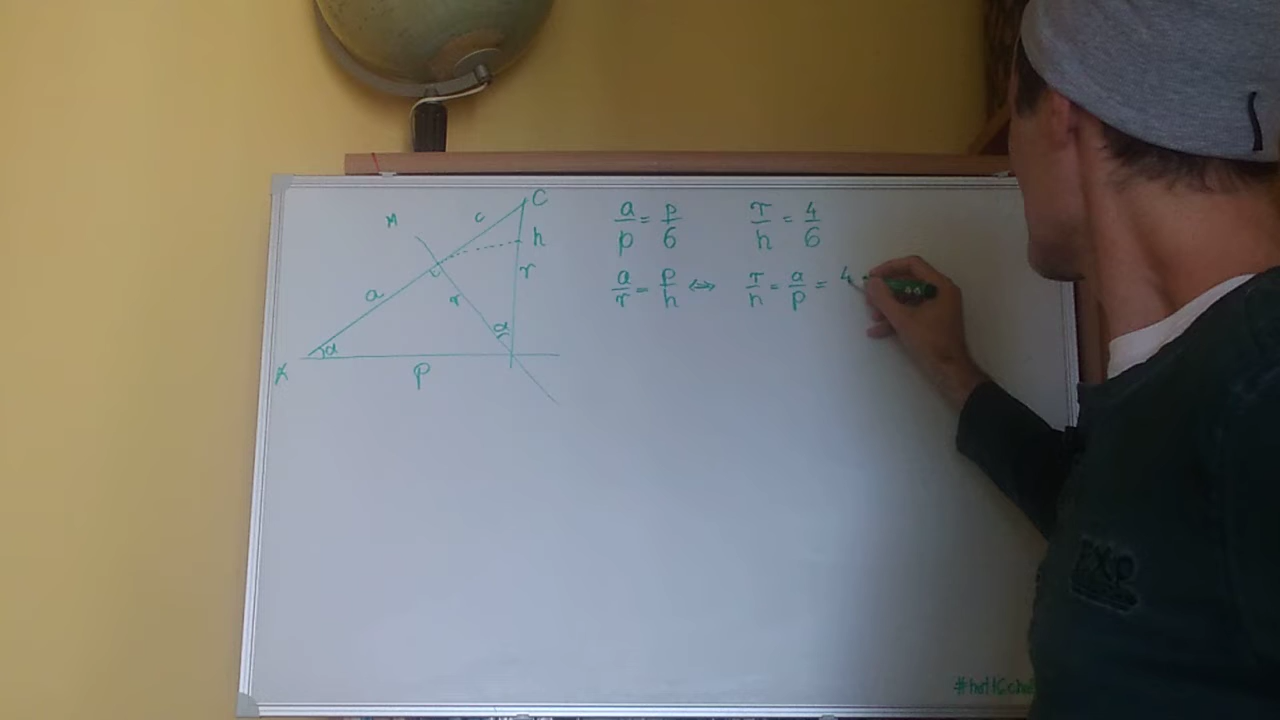 C
c
h
r
a
r
α
α
p
a/p = p/6
r/h = 4/6
a/r = p/h ⇔ r/h = a/p = 4